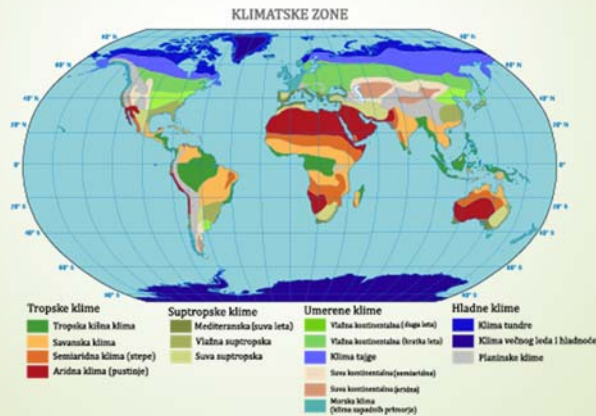 KLIMATSKE ZONE
Tropske klime
Tropska kišna klima
Savanska klima
Semiaridna klima (stepe)
Aridna klima (pustinje)
Suptropske klime
Mediteranska (suva leta)
Vlažna suptropska
Suva suptropska
Umerene klime
Vlažna kontinentalna (duga leta)
Vlažna kontinentalna (kratka leta)
Klima tajge
Suva kontinentalna (semiaridna)
Suva kontinentalna (aridna)
Morska klima
(klima zapadnih primorja)
Hladne klime
Klima tundre
Klima večnog leda i hladnoće
Planinske klime